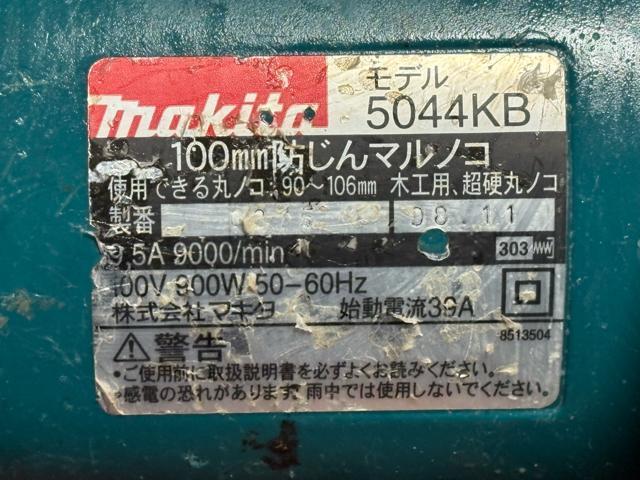 makita
モデル
5044KB
100mm防じんマルノコ
使用できる丸ノコ:90～106mm 木工用、超硬丸ノコ
製番 08.11
9.5A 9000/min 303
100V 900W 50-60Hz
株式会社 マキタ 始動電流39A
8513504
警告
•ご使用前に取扱説明書を必ずよくお読みください。
•感電の恐れがあります。雨中では使用しないでください。